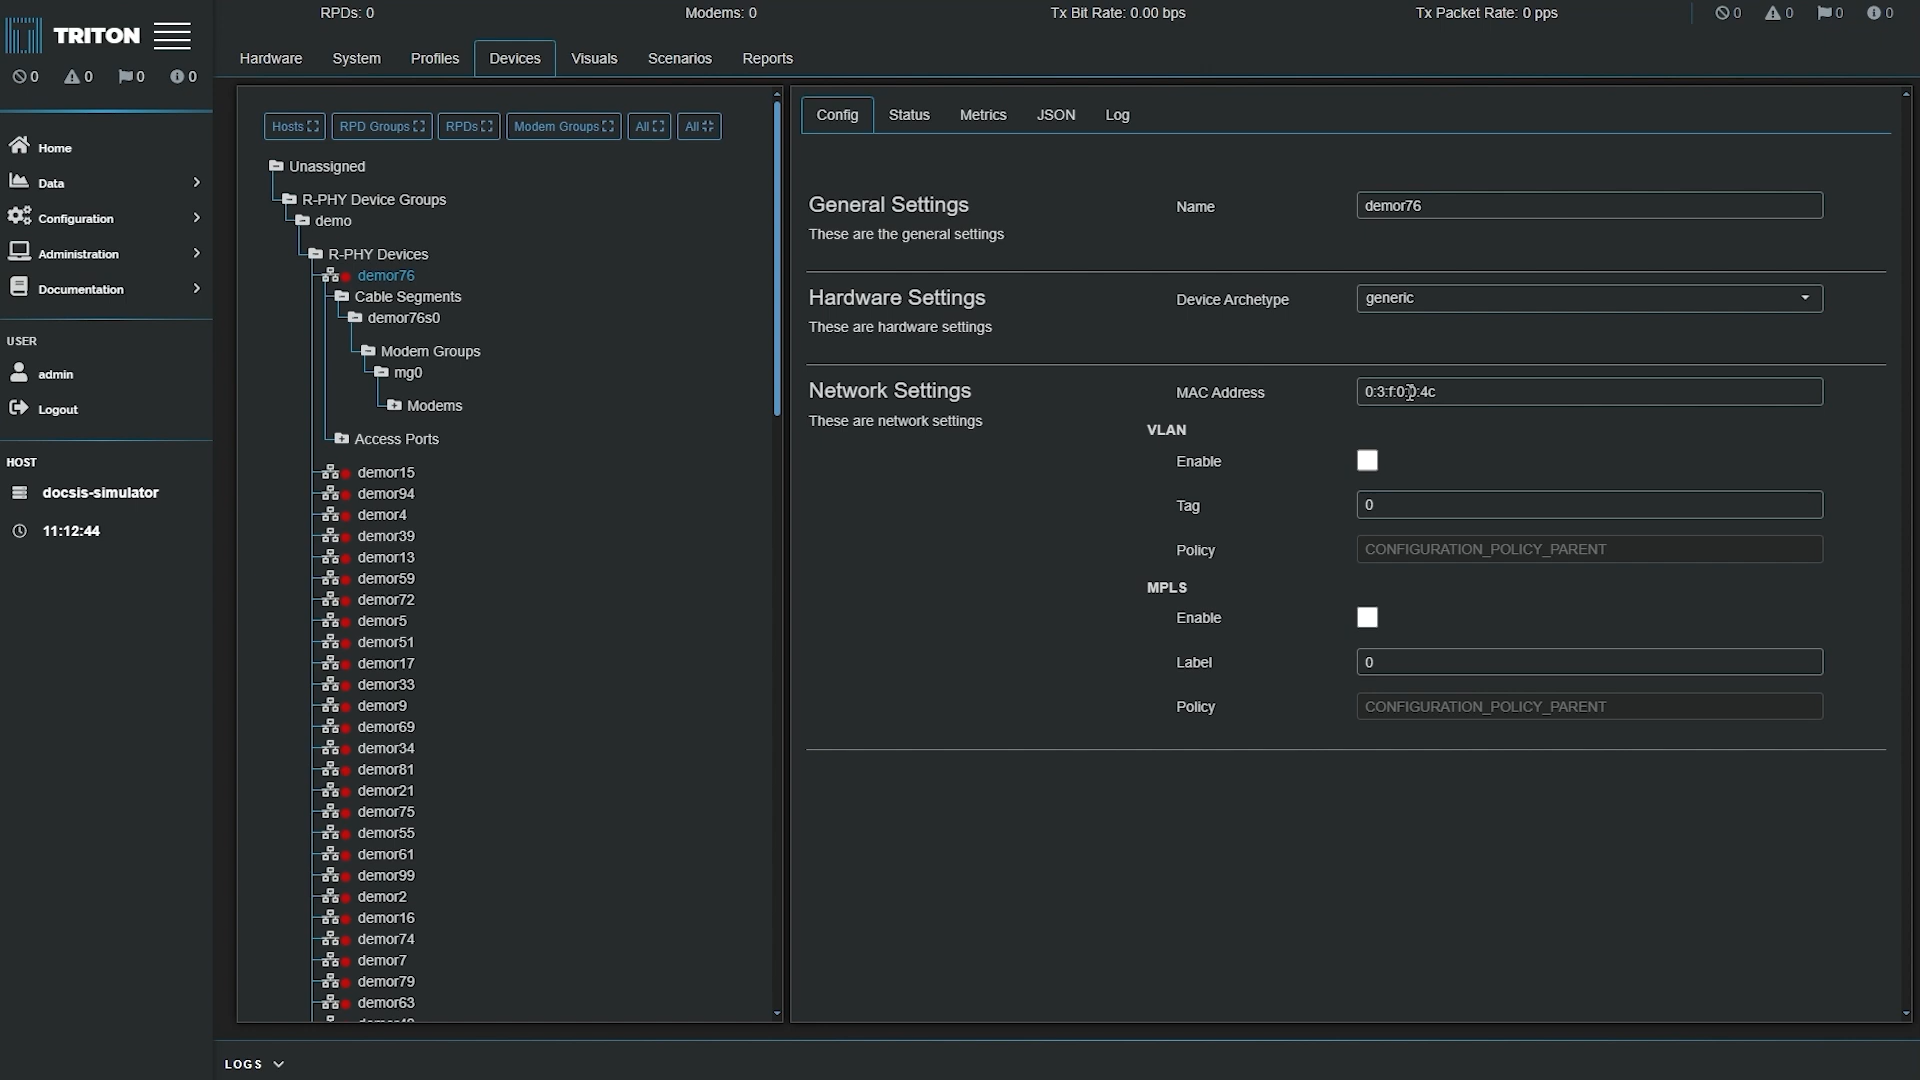 RPDs: 0
Modems: 0
Tx Bit Rate: 0.00 bps
Tx Packet Rate: 0 pps
0
0
0
0
TRITON
0
0
0
0
Hardware
System
Profiles
Devices
Visuals
Scenarios
Reports
Home
Data
Configuration
Administration
Documentation
USER
admin
Logout
HOST
docsis-simulator
11:12:44
Hosts
RPD Groups
RPDs
Modem Groups
All
All
Unassigned
R-PHY Device Groups
demo
R-PHY Devices
demor76
Cable Segments
demor76s0
Modem Groups
mg0
Modems
Access Ports
demor15
demor94
demor4
demor39
demor13
demor59
demor72
demor5
demor51
demor17
demor33
demor9
demor69
demor34
demor81
demor21
demor75
demor55
demor61
demor99
demor2
demor16
demor74
demor7
demor79
demor63
Config
Status
Metrics
JSON
Log
General Settings
These are the general settings
Name
demor76
Hardware Settings
These are hardware settings
Device Archetype
generic
Network Settings
These are network settings
MAC Address
0:3:f:0:0:4c
VLAN
Enable
Tag
0
Policy
CONFIGURATION_POLICY_PARENT
MPLS
Enable
Label
0
Policy
CONFIGURATION_POLICY_PARENT
LOGS